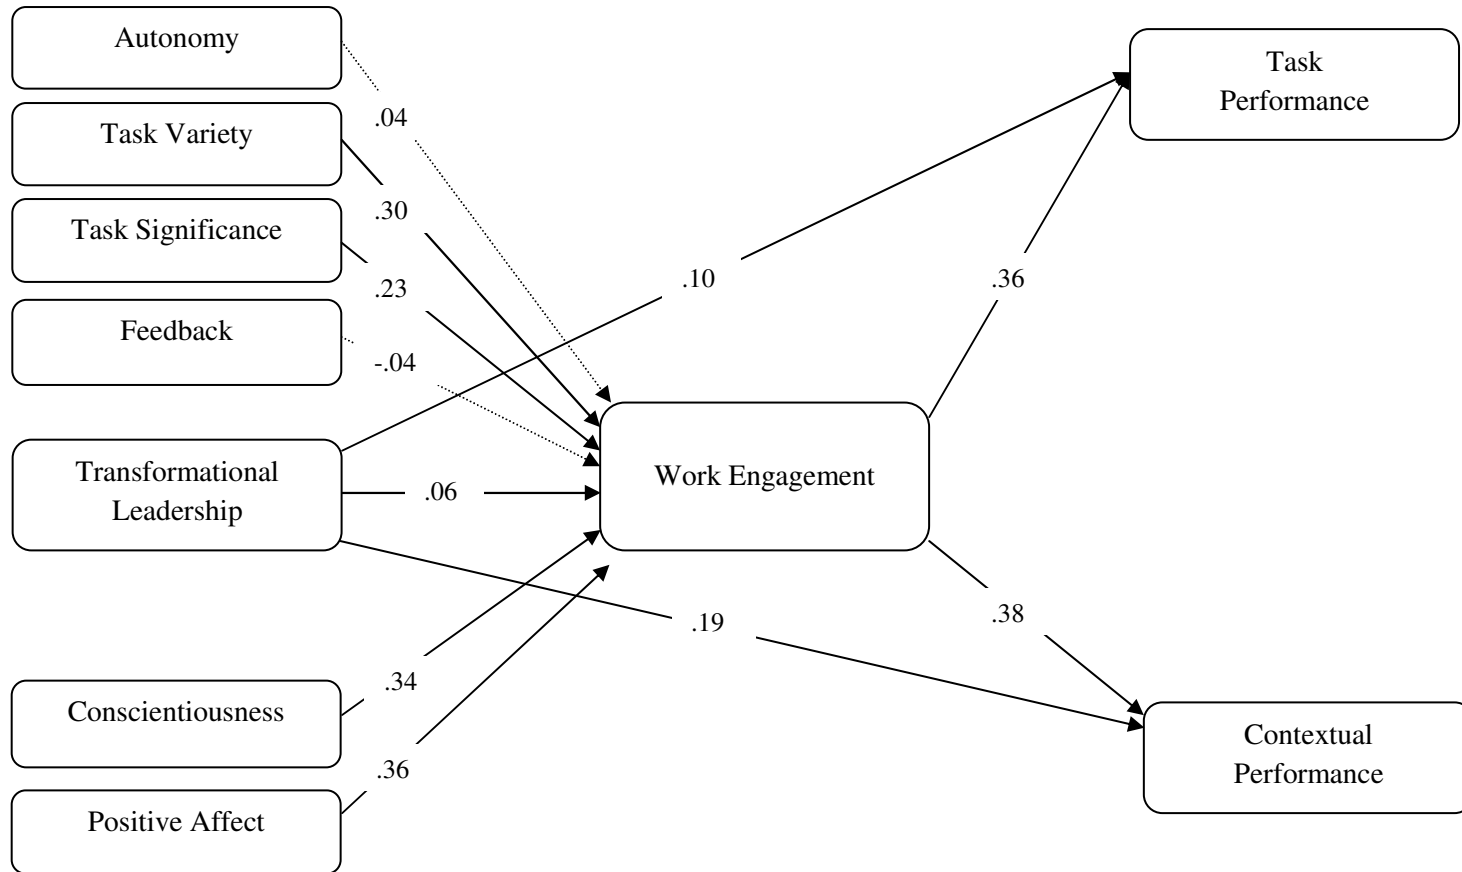 Autonomy
Task
Performance
.04
Task Variety
.30
Task Significance
.23
.10
.36
Feedback
-.04
Transformational
Leadership
.06
Work Engagement
.19
.38
Conscientiousness
.34
Contextual
Performance
.36
Positive Affect